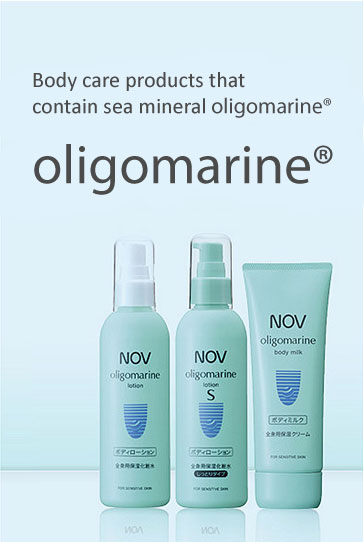 Body care products that
contain sea mineral oligomarine®
oligomarine®
NOV
oligomarine
lotion
ボディローション
全身用保湿化粧水
FOR SENSITIVE SKIN
NOV
oligomarine
lotion
S
ボディローション
全身用保湿化粧水
しっとりタイプ
FOR SENSITIVE SKIN
NOV
oligomarine
body milk
ボディミルク
全身用保湿クリーム
FOR SENSITIVE SKIN